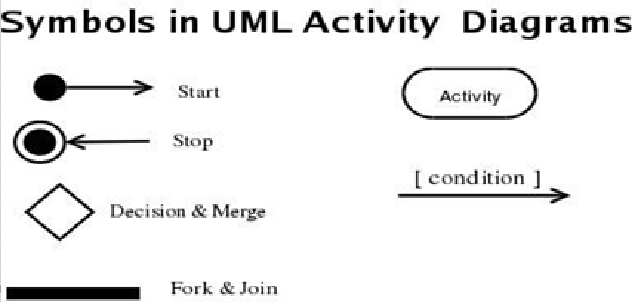 Symbols in UML Activity Diagrams
Start
Activity
Stop
[ condition ]
Decision & Merge
Fork & Join